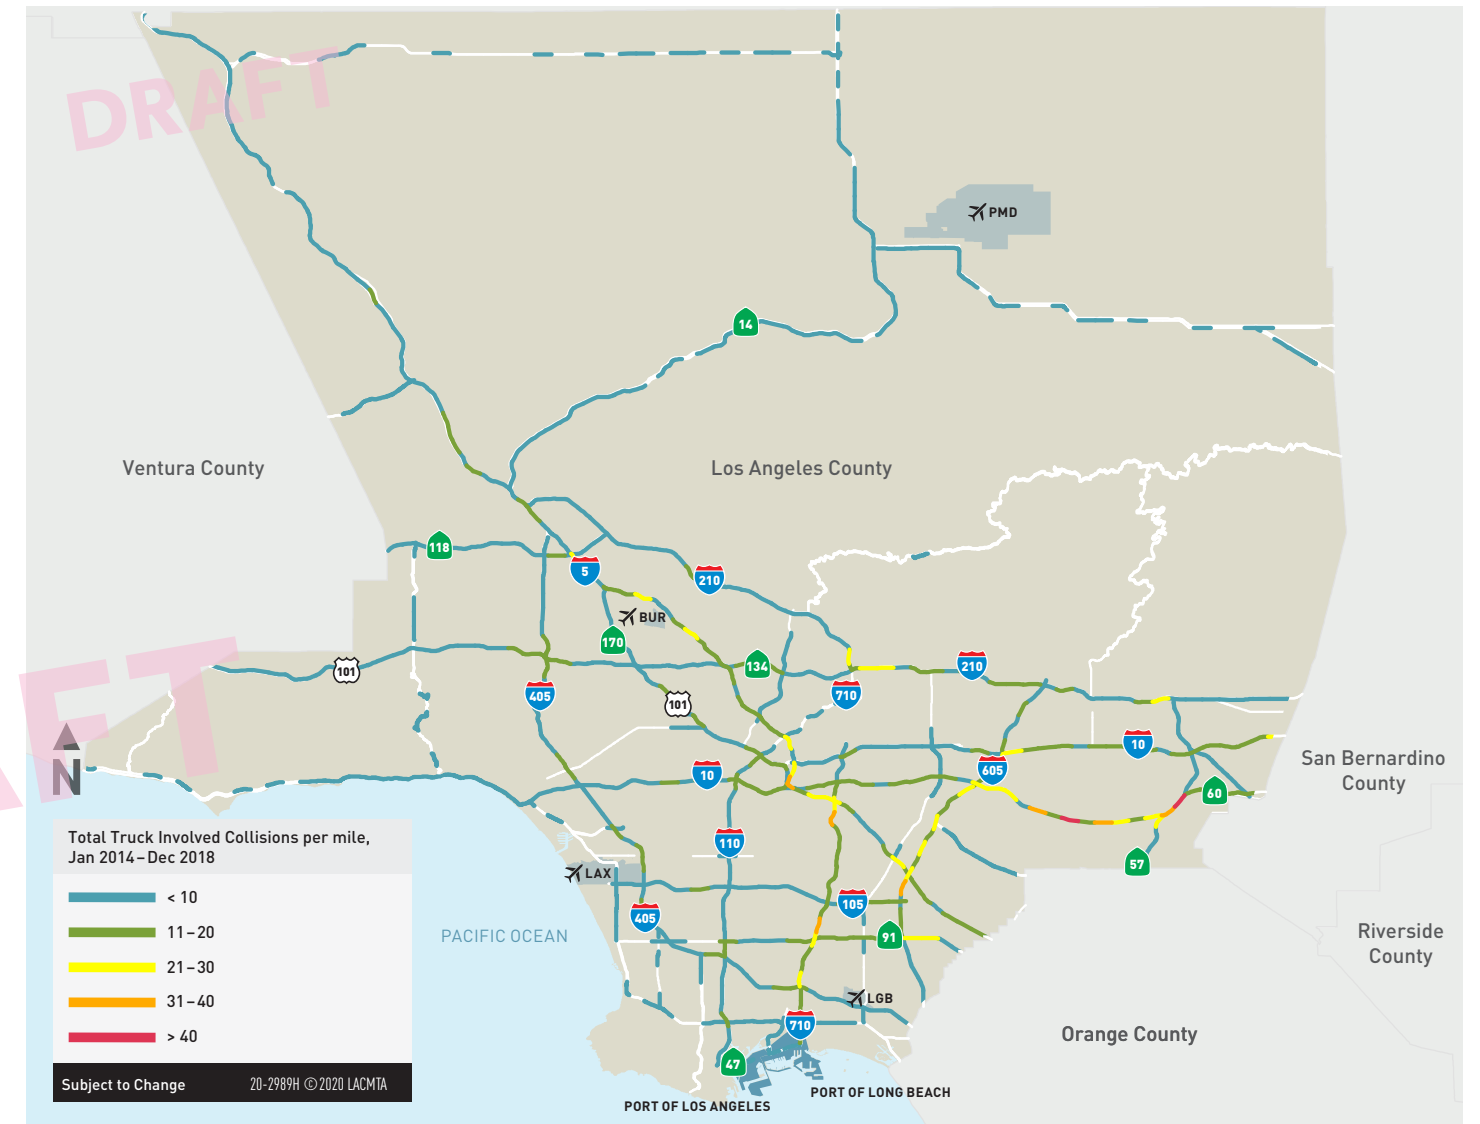 DRAFT
PMD
14
Ventura County
Los Angeles County
118
5
210
BUR
170
134
101
210
405
101
710
AFT
N
10
10
605
San Bernardino
County
60
110
57
LAX
405
105
91
PACIFIC OCEAN
Riverside
County
LGB
710
Orange County
47
PORT OF LONG BEACH
PORT OF LOS ANGELES
Total Truck Involved Collisions per mile,
Jan 2014–Dec 2018
< 10
11–20
21–30
31–40
> 40
Subject to Change
20-2989H ©2020 LACMTA